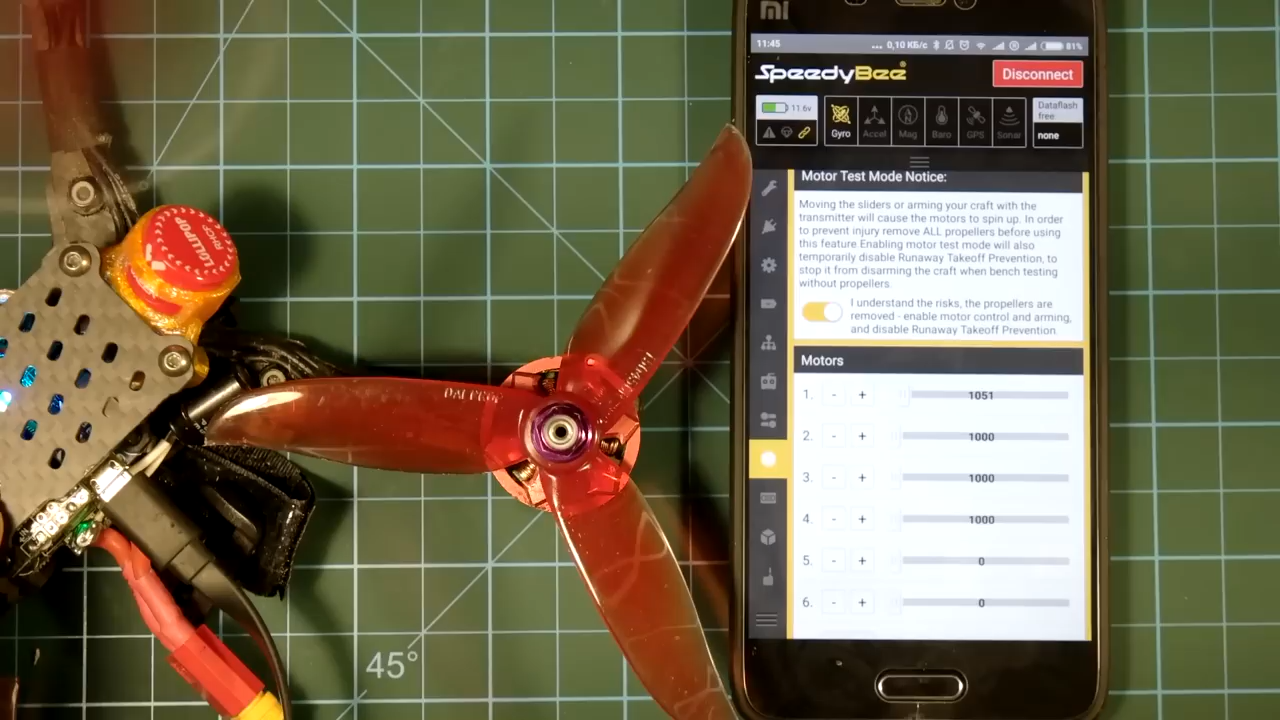 LOLLIPOP
RHCP
45°
mi
11:45
0,10 КБ/с
81%
SpeedyBee
Disconnect
11.6v
Gyro
Accel
Mag
Baro
GPS
Sonar
Dataflash
free
none
Motor Test Mode Notice:
Moving the sliders or arming your craft with the
transmitter will cause the motors to spin up. In order
to prevent injury remove ALL propellers before using
this feature Enabling motor test mode will also
temporarily disable Runaway Takeoff Prevention, to
stop it from disarming the craft when bench testing
without propellers.
I understand the risks, the propellers are
removed - enable motor control and arming,
and disable Runaway Takeoff Prevention.
Motors
1. - + 1051
2. - + 1000
3. - + 1000
4. - + 1000
5. - + 0
6. - + 0